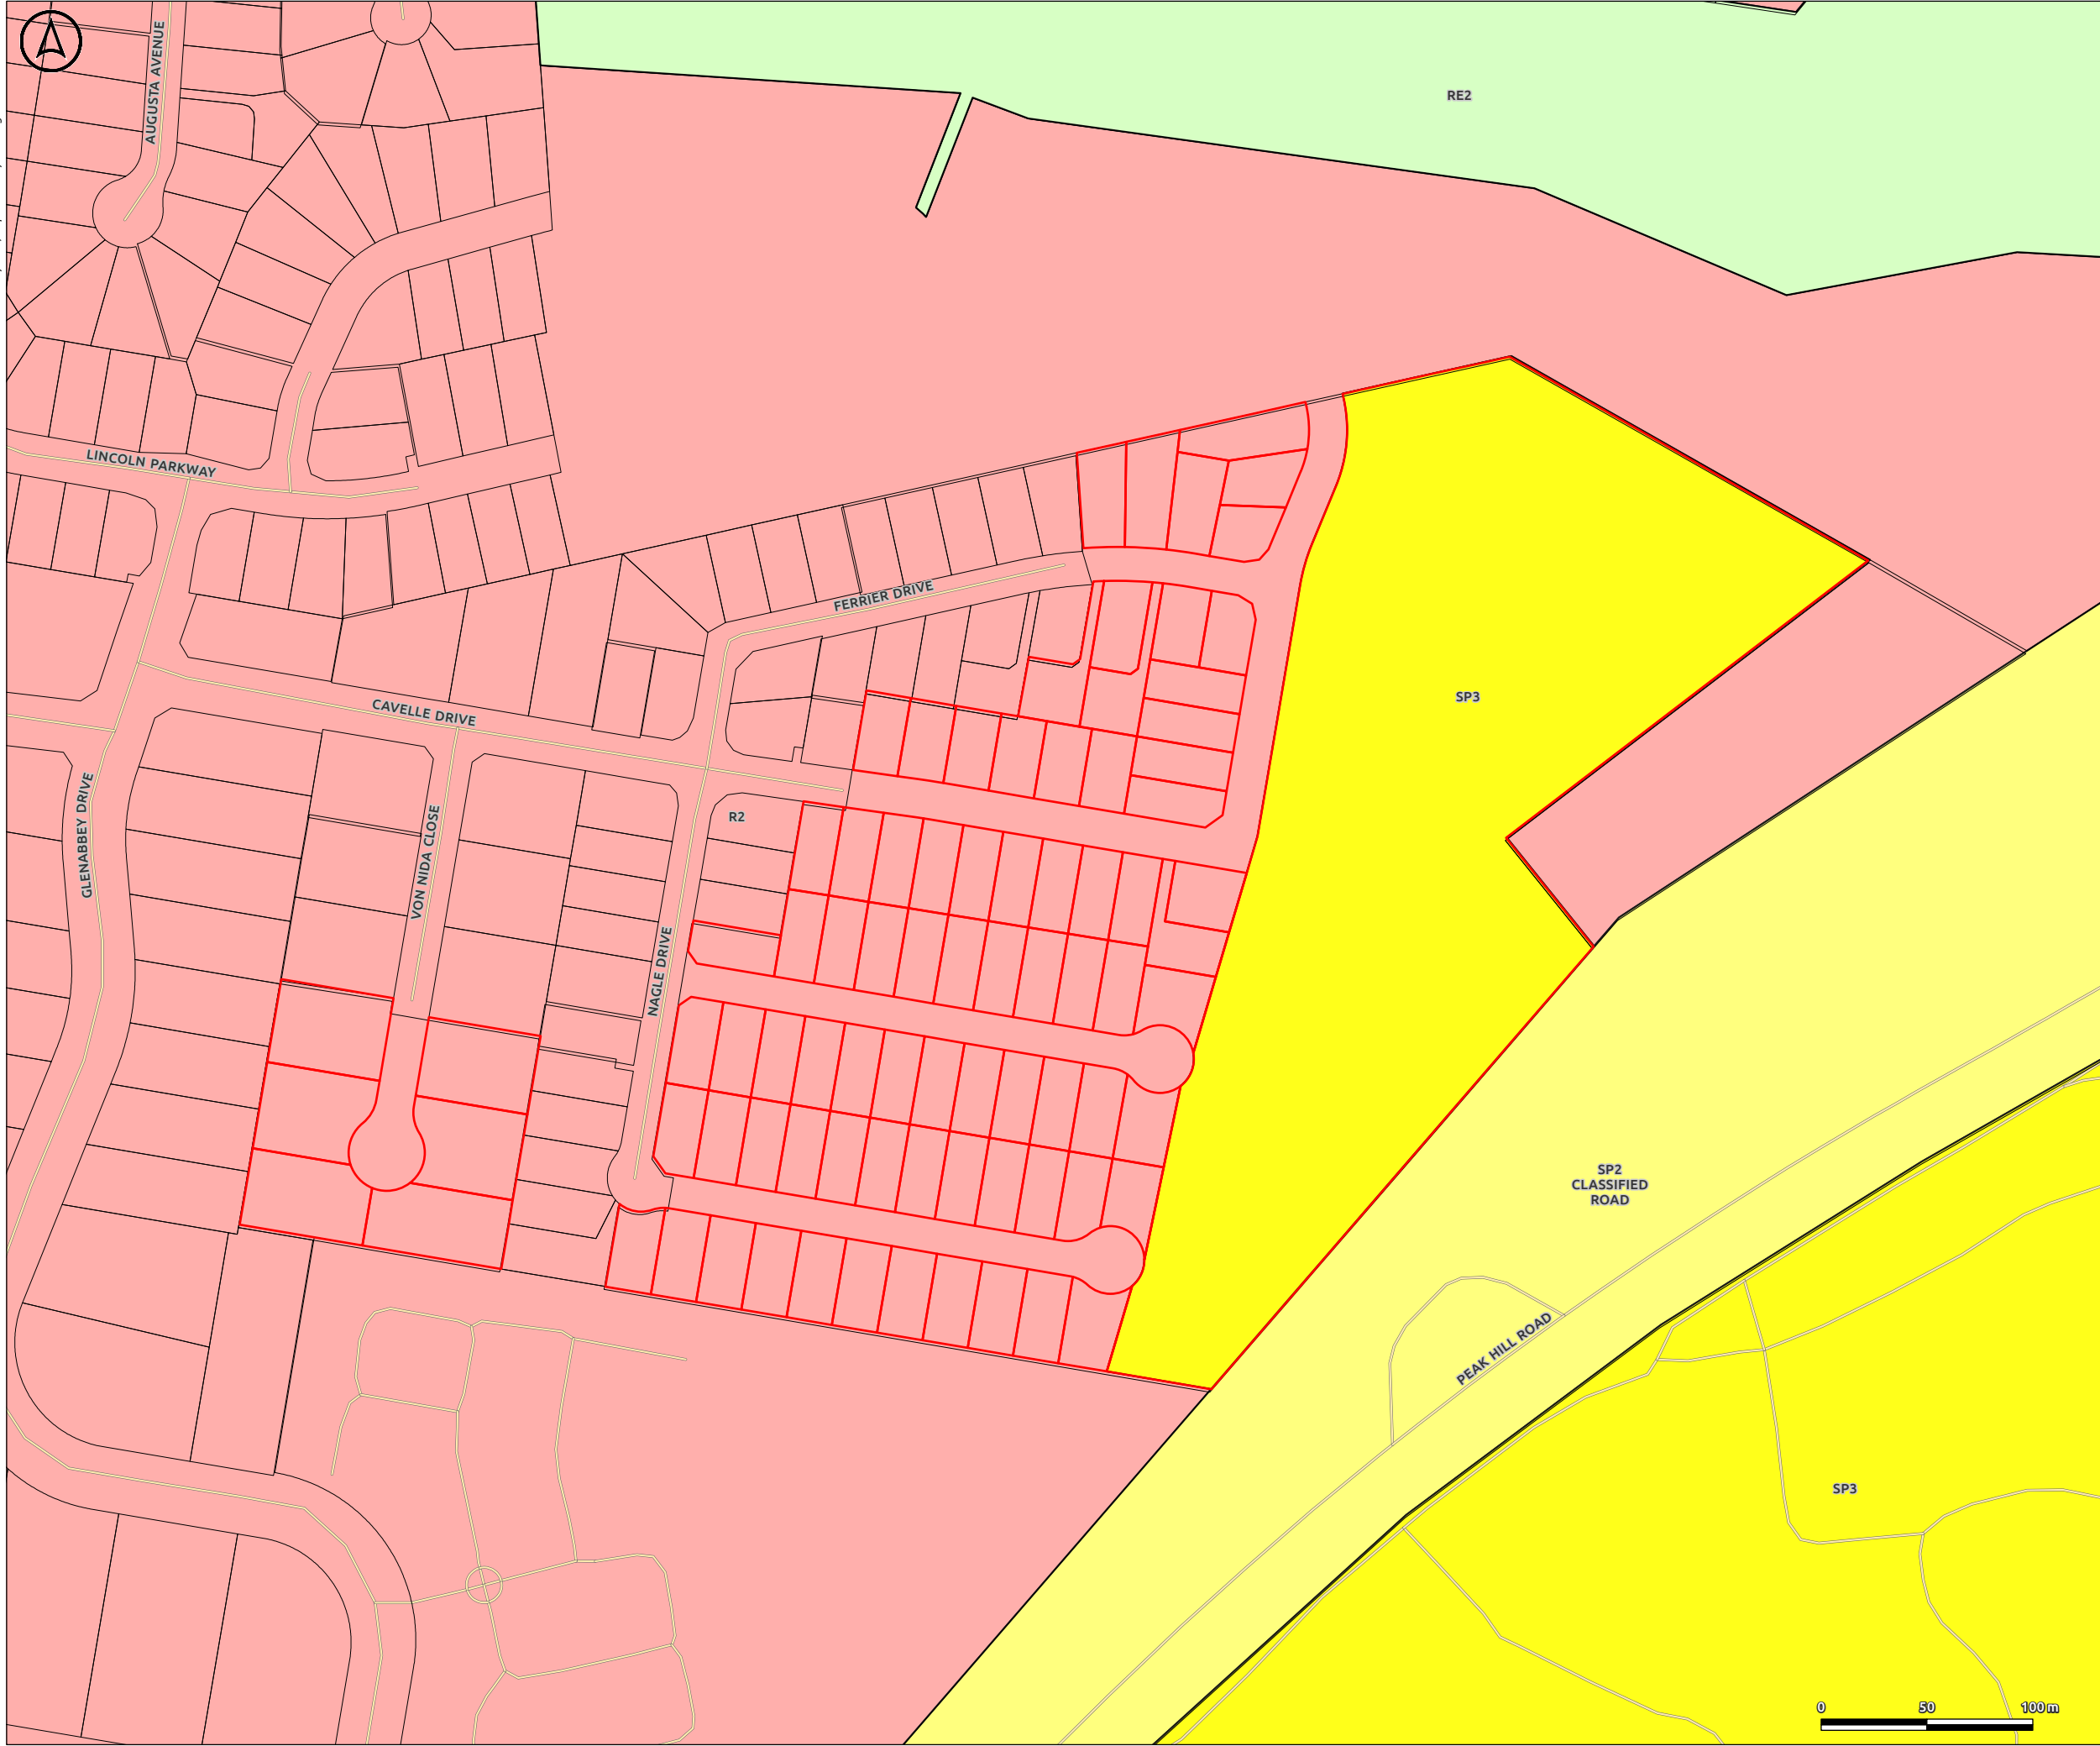 AUGUSTA AVENUE
RE2
LINCOLN PARKWAY
FERRIER DRIVE
SP3
CAVELLE DRIVE
GLENABBEY DRIVE
VON NIDA CLOSE
R2
NAGLE DRIVE
SP2
CLASSIFIED
ROAD
PEAK HILL ROAD
SP3
0 50 100 m